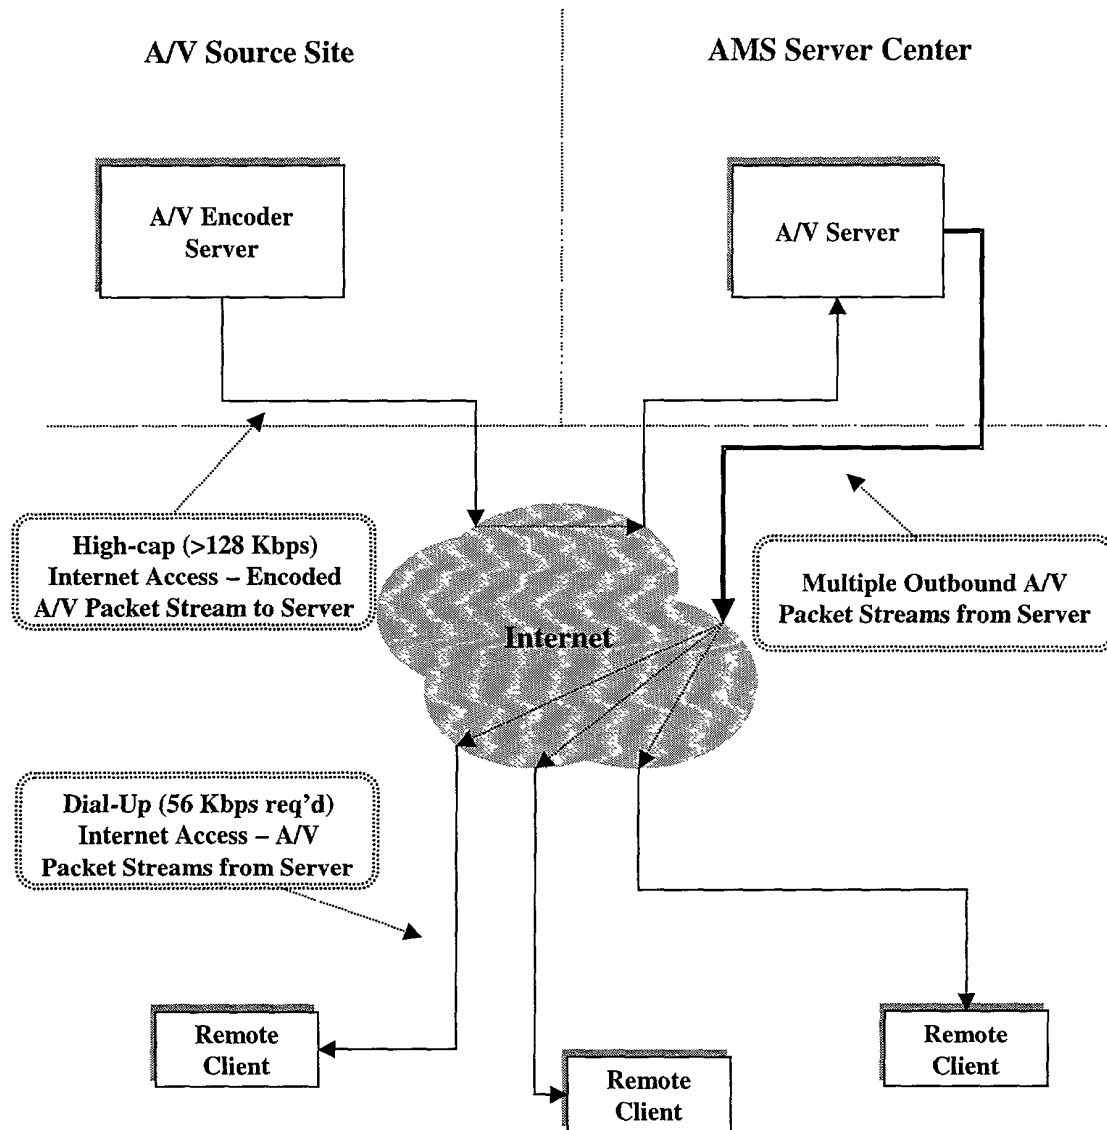 A/V Source Site
AMS Server Center
A/V Encoder
Server
A/V Server
High-cap (>128 Kbps)
Internet Access – Encoded
A/V Packet Stream to Server
Multiple Outbound A/V
Packet Streams from Server
Internet
Dial-Up (56 Kbps req’d)
Internet Access – A/V
Packet Streams from Server
Remote
Client
Remote
Client
Remote
Client